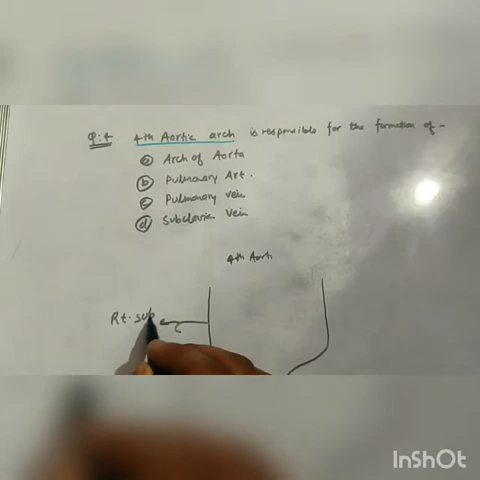 Q:4 4th Aortic arch is responsible for the formation of -
a Arch of Aorta
b Pulmonary Art.
c Pulmonary vein
d Subclavian Vein
4th Aorti
Rt. sub
InShOt